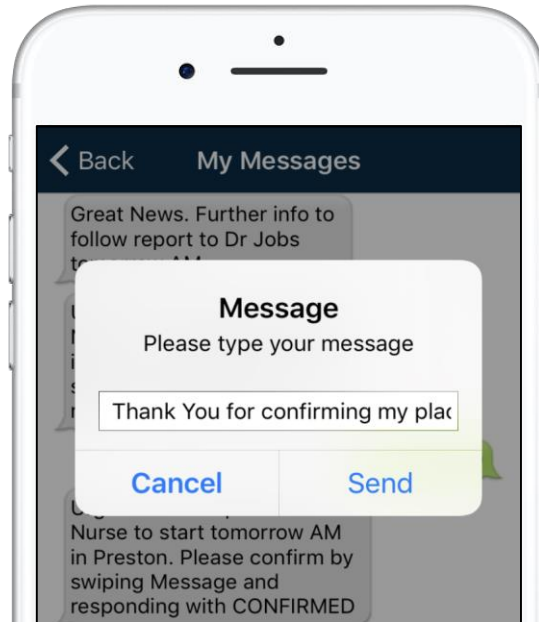 Back My Messages
Great News. Further info to
follow report to Dr Jobs
Message
Please type your message
Thank You for confirming my
Cancel Send
Nurse to start tomorrow AM
in Preston. Please confirm by
swiping Message and
responding with CONFIRMED